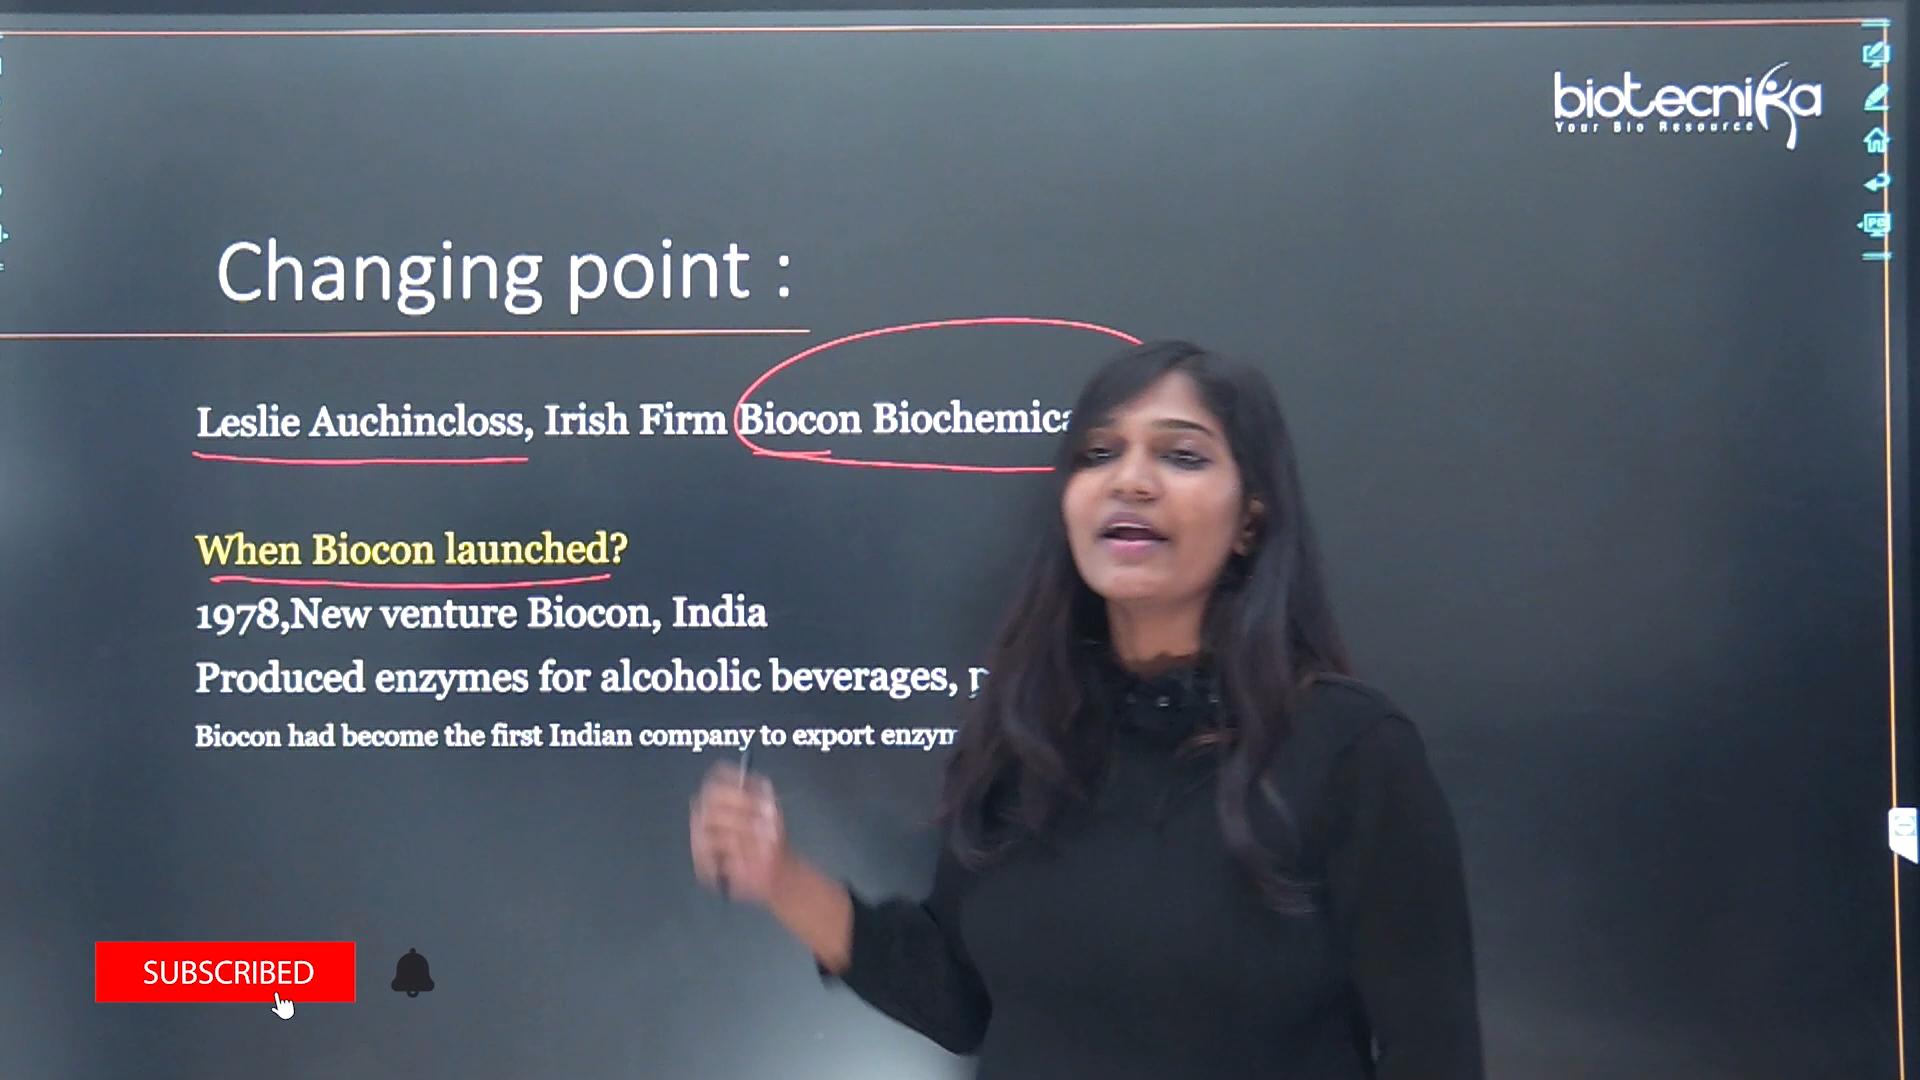 biotecnika
Your Bio Resource
Changing point :
Leslie Auchincloss, Irish Firm Biocon
When Biocon launched?
1978,New venture Biocon, India
Produced enzymes for alcoholic beverages,
Biocon had become the first Indian company to export
SUBSCRIBED